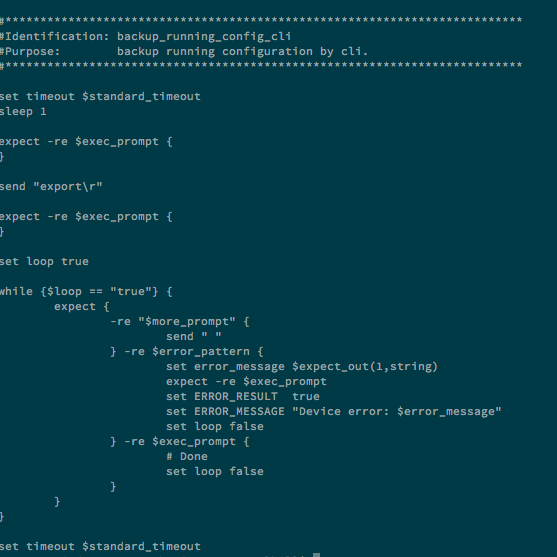 #**********************************************************************
#Identification: backup_running_config_cli
#Purpose:        backup running configuration by cli.
#**********************************************************************

set timeout $standard_timeout
sleep 1

expect -re $exec_prompt {
}

send "export\r"

expect -re $exec_prompt {
}

set loop true

while {$loop == "true"} {
        expect {
                -re "$more_prompt" {
                        send " "
                } -re $error_pattern {
                        set error_message $expect_out(1,string)
                        expect -re $exec_prompt
                        set ERROR_RESULT  true
                        set ERROR_MESSAGE "Device error: $error_message"
                        set loop false
                } -re $exec_prompt {
                        # Done
                        set loop false
                }
        }
}

set timeout $standard_timeout